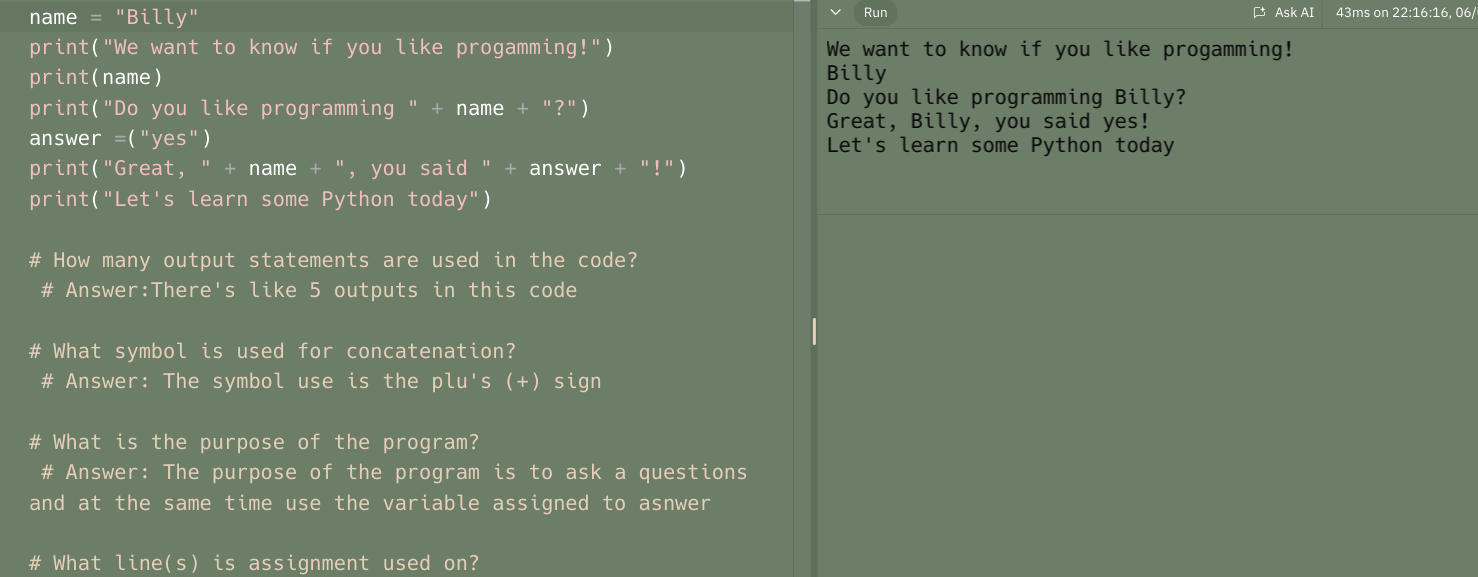 name = "Billy"
print("We want to know if you like progamming!")
print(name)
print("Do you like programming " + name + "?")
answer =("yes")
print("Great, " + name + ", you said " + answer + "!")
print("Let's learn some Python today")
# How many output statements are used in the code?
# Answer:There's like 5 outputs in this code
# What symbol is used for concatenation?
# Answer: The symbol use is the plu's (+) sign
# What is the purpose of the program?
# Answer: The purpose of the program is to ask a questions
and at the same time use the variable assigned to asnwer
# What line(s) is assignment used on?
Run
Ask AI
43ms on 22:16:16, 06/
We want to know if you like progamming!
Billy
Do you like programming Billy?
Great, Billy, you said yes!
Let's learn some Python today